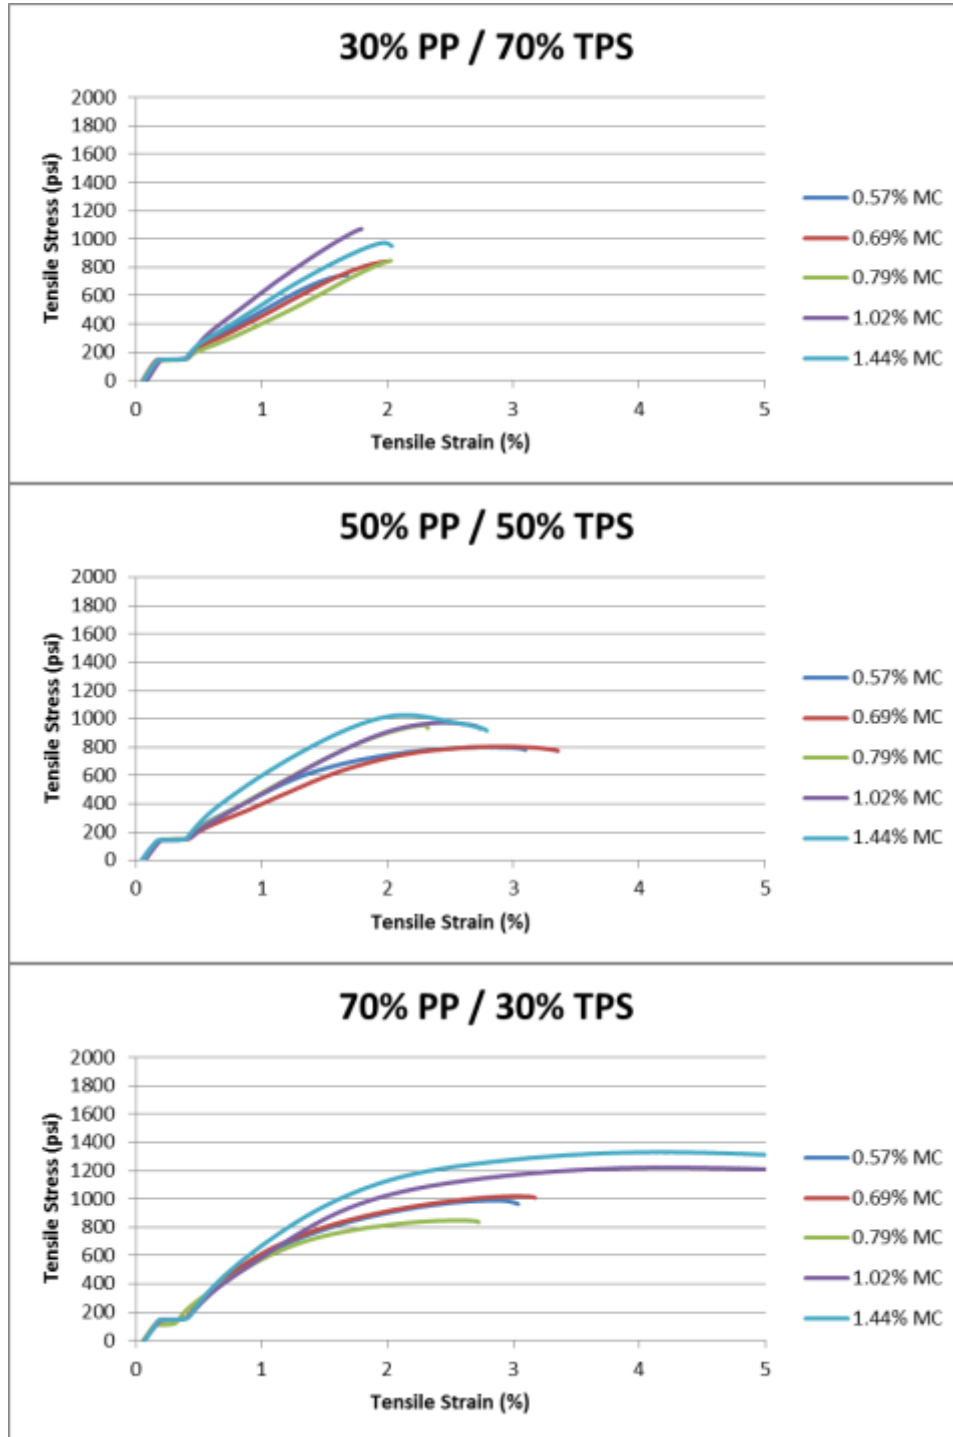 30% PP / 70% TPS
Tensile Stress (psi)
2000
1800
1600
1400
1200
1000
800
600
400
200
0
0 1 2 3 4 5
Tensile Strain (%)
0.57% MC
0.69% MC
0.79% MC
1.02% MC
1.44% MC
50% PP / 50% TPS
Tensile Stress (psi)
2000
1800
1600
1400
1200
1000
800
600
400
200
0
0 1 2 3 4 5
Tensile Strain (%)
0.57% MC
0.69% MC
0.79% MC
1.02% MC
1.44% MC
70% PP / 30% TPS
Tensile Stress (psi)
2000
1800
1600
1400
1200
1000
800
600
400
200
0
0 1 2 3 4 5
Tensile Strain (%)
0.57% MC
0.69% MC
0.79% MC
1.02% MC
1.44% MC